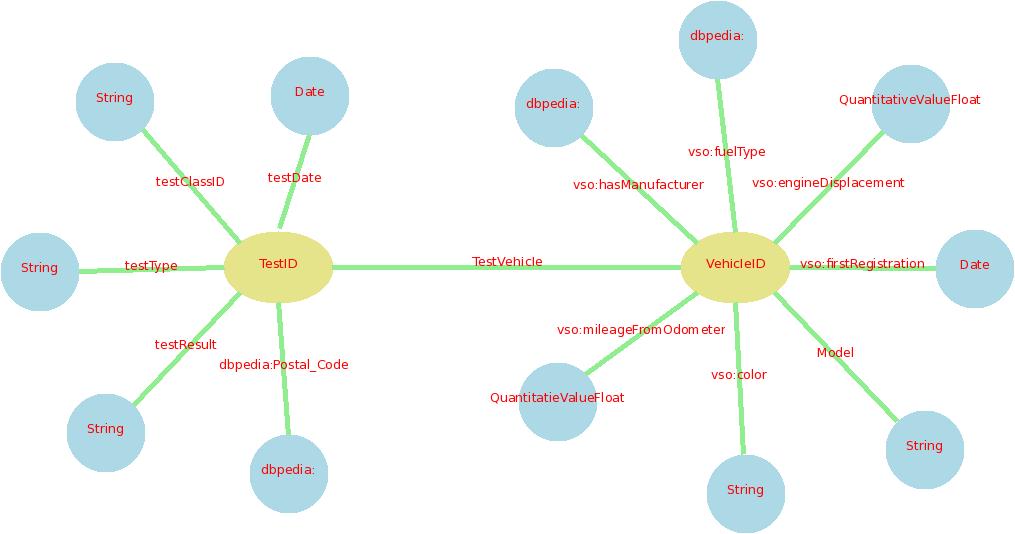 dbpedia:
String
Date
dbpedia:
QuantitativeValueFloat
vso:fuelType
testClassID
testDate
vso:hasManufacturer
vso:engineDisplacement
String
testType
TestID
TestVehicle
VehicleID
vso:firstRegistration
Date
testResult
dbpedia:Postal_Code
vso:mileageFromOdometer
vso:color
Model
String
dbpedia:
QuantitatieValueFloat
String
String